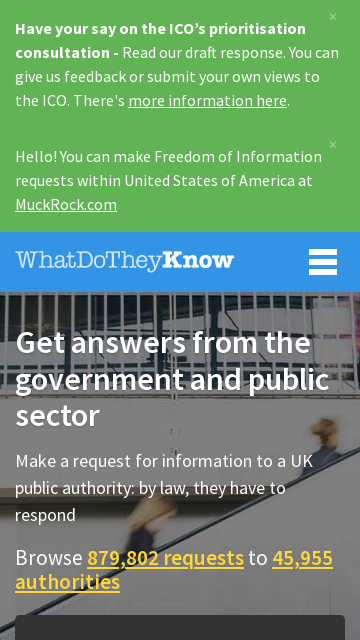 ×
Have your say on the ICO’s prioritisation
consultation - Read our draft response. You can
give us feedback or submit your own views to
the ICO. There's more information here.
×
Hello! You can make Freedom of Information
requests within United States of America at
MuckRock.com
WhatDoTheyKnow
Get answers from the
government and public
sector
Make a request for information to a UK
public authority: by law, they have to
respond
Browse 879,802 requests to 45,955
authorities